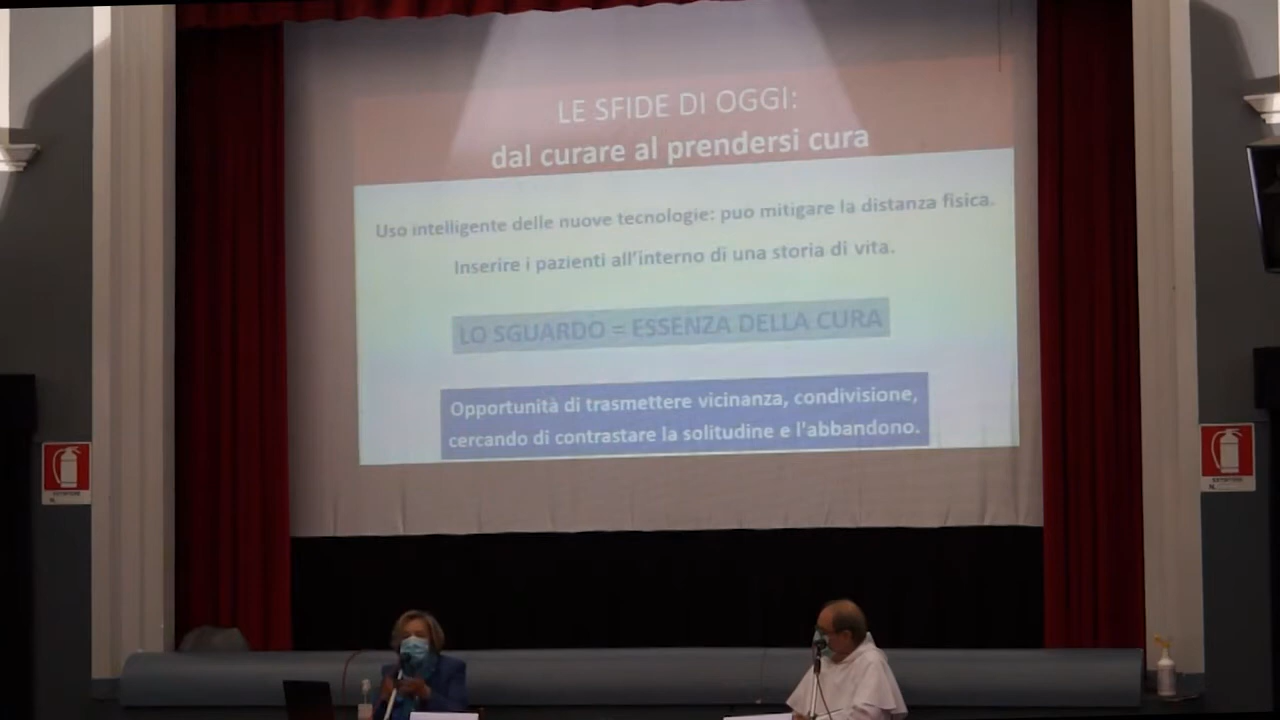 LE SFIDE DI OGGI:
dal curare al prendersi cura
Uso intelligente delle nuove tecnologie: puo mitigare la distanza fisica.
Inserire i pazienti all'interno di una storia di vita.
LO SGUARDO = ESSENZA DELLA CURA
Opportunità di trasmettere vicinanza, condivisione,
cercando di contrastare la solitudine e l'abbandono.
ESTINTORE
N.
ESTINTORE
N.